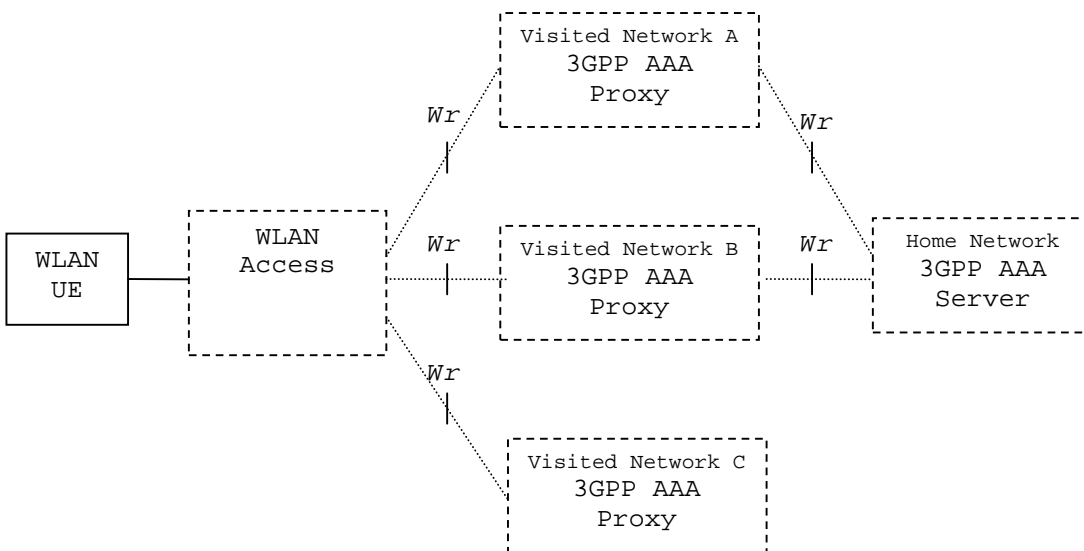 Visited Network A
3GPP AAA
Proxy
Wr
Wr
WLAN
UE
WLAN
Access
Wr
Visited Network B
3GPP AAA
Proxy
Wr
Home Network
3GPP AAA
Server
Wr
Visited Network C
3GPP AAA
Proxy